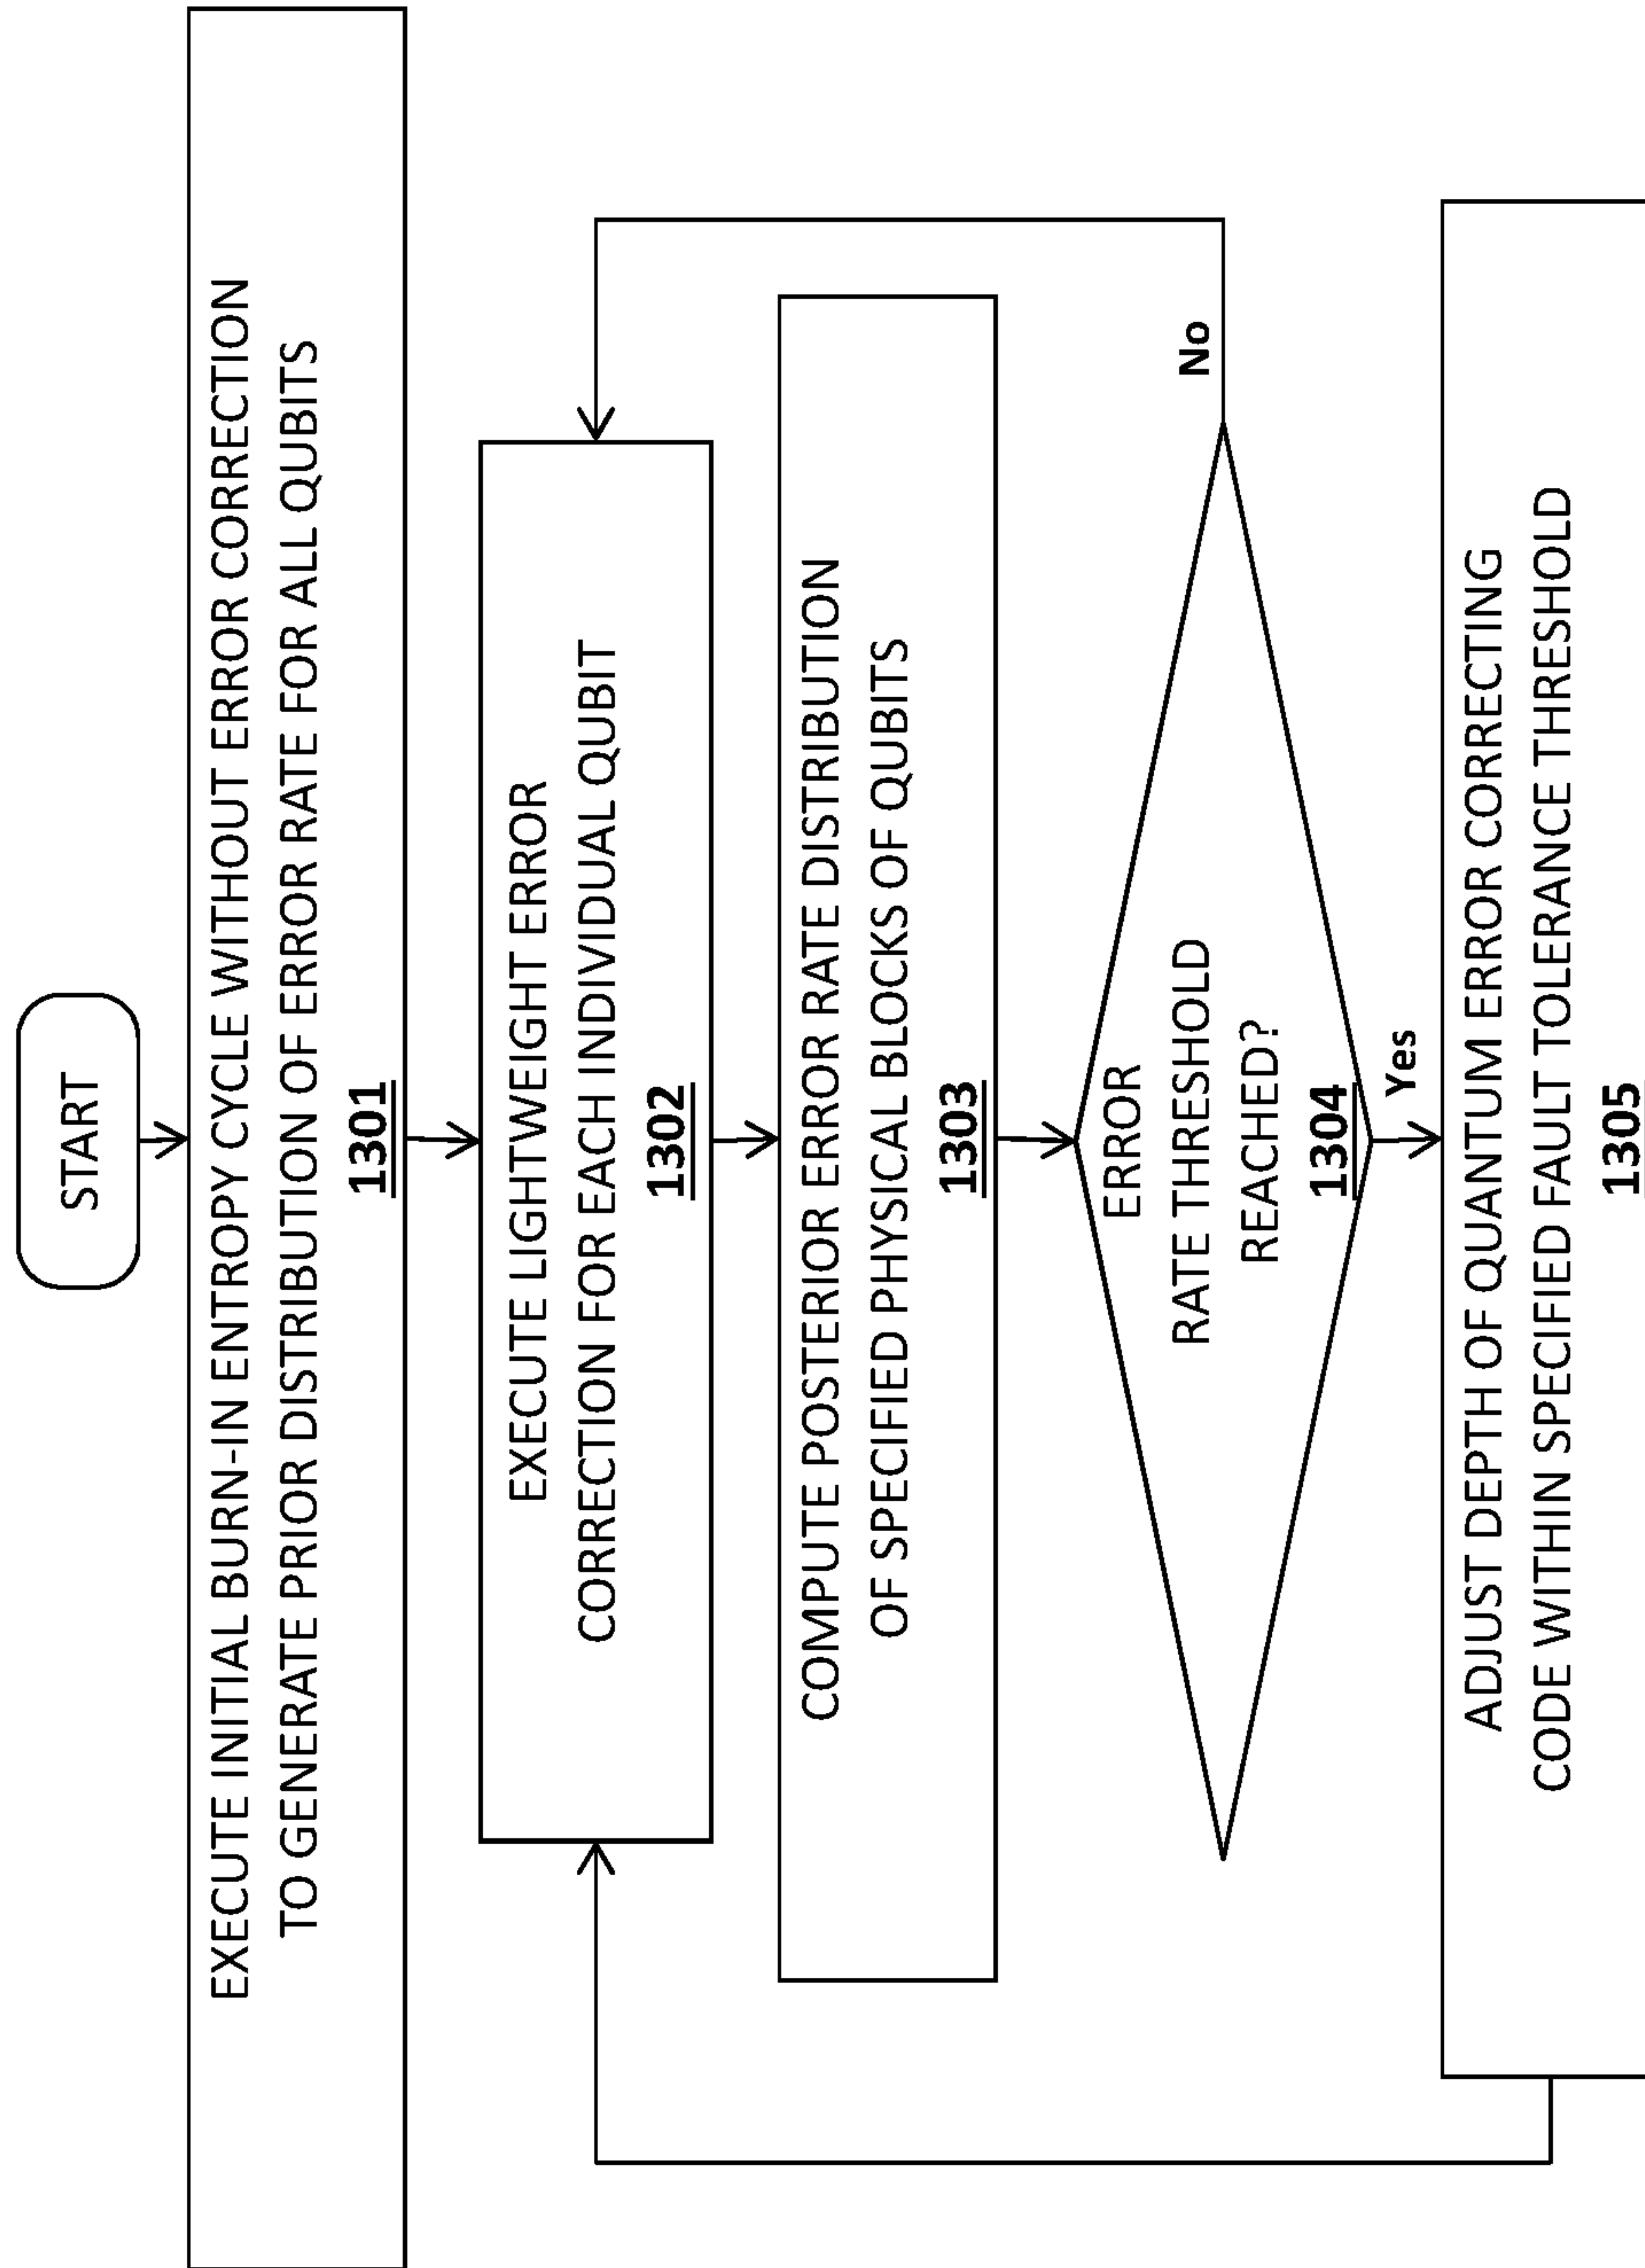 START
EXECUTE INITIAL BURN-IN ENTROPY CYCLE WITHOUT ERROR CORRECTION
TO GENERATE PRIOR DISTRIBUTION OF ERROR RATE FOR ALL QUBITS
1301
EXECUTE LIGHTWEIGHT ERROR
CORRECTION FOR EACH INDIVIDUAL QUBIT
1302
COMPUTE POSTERIOR ERROR RATE DISTRIBUTION
OF SPECIFIED PHYSICAL BLOCKS OF QUBITS
1303
ERROR
RATE THRESHOLD
REACHED?
1304
No
Yes
ADJUST DEPTH OF QUANTUM ERROR CORRECTING
CODE WITHIN SPECIFIED FAULT TOLERANCE THRESHOLD
1305